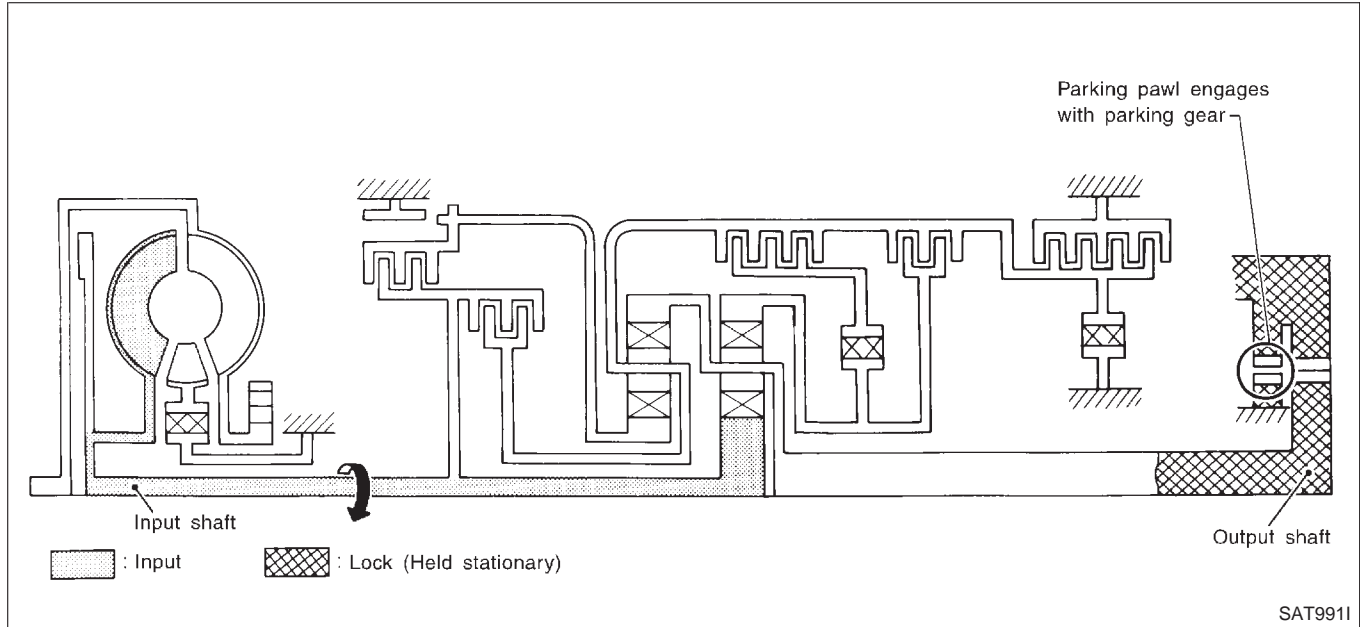 Parking pawl engages
with parking gear
Input shaft
Output shaft
: Input
: Lock (Held stationary)
SAT991I